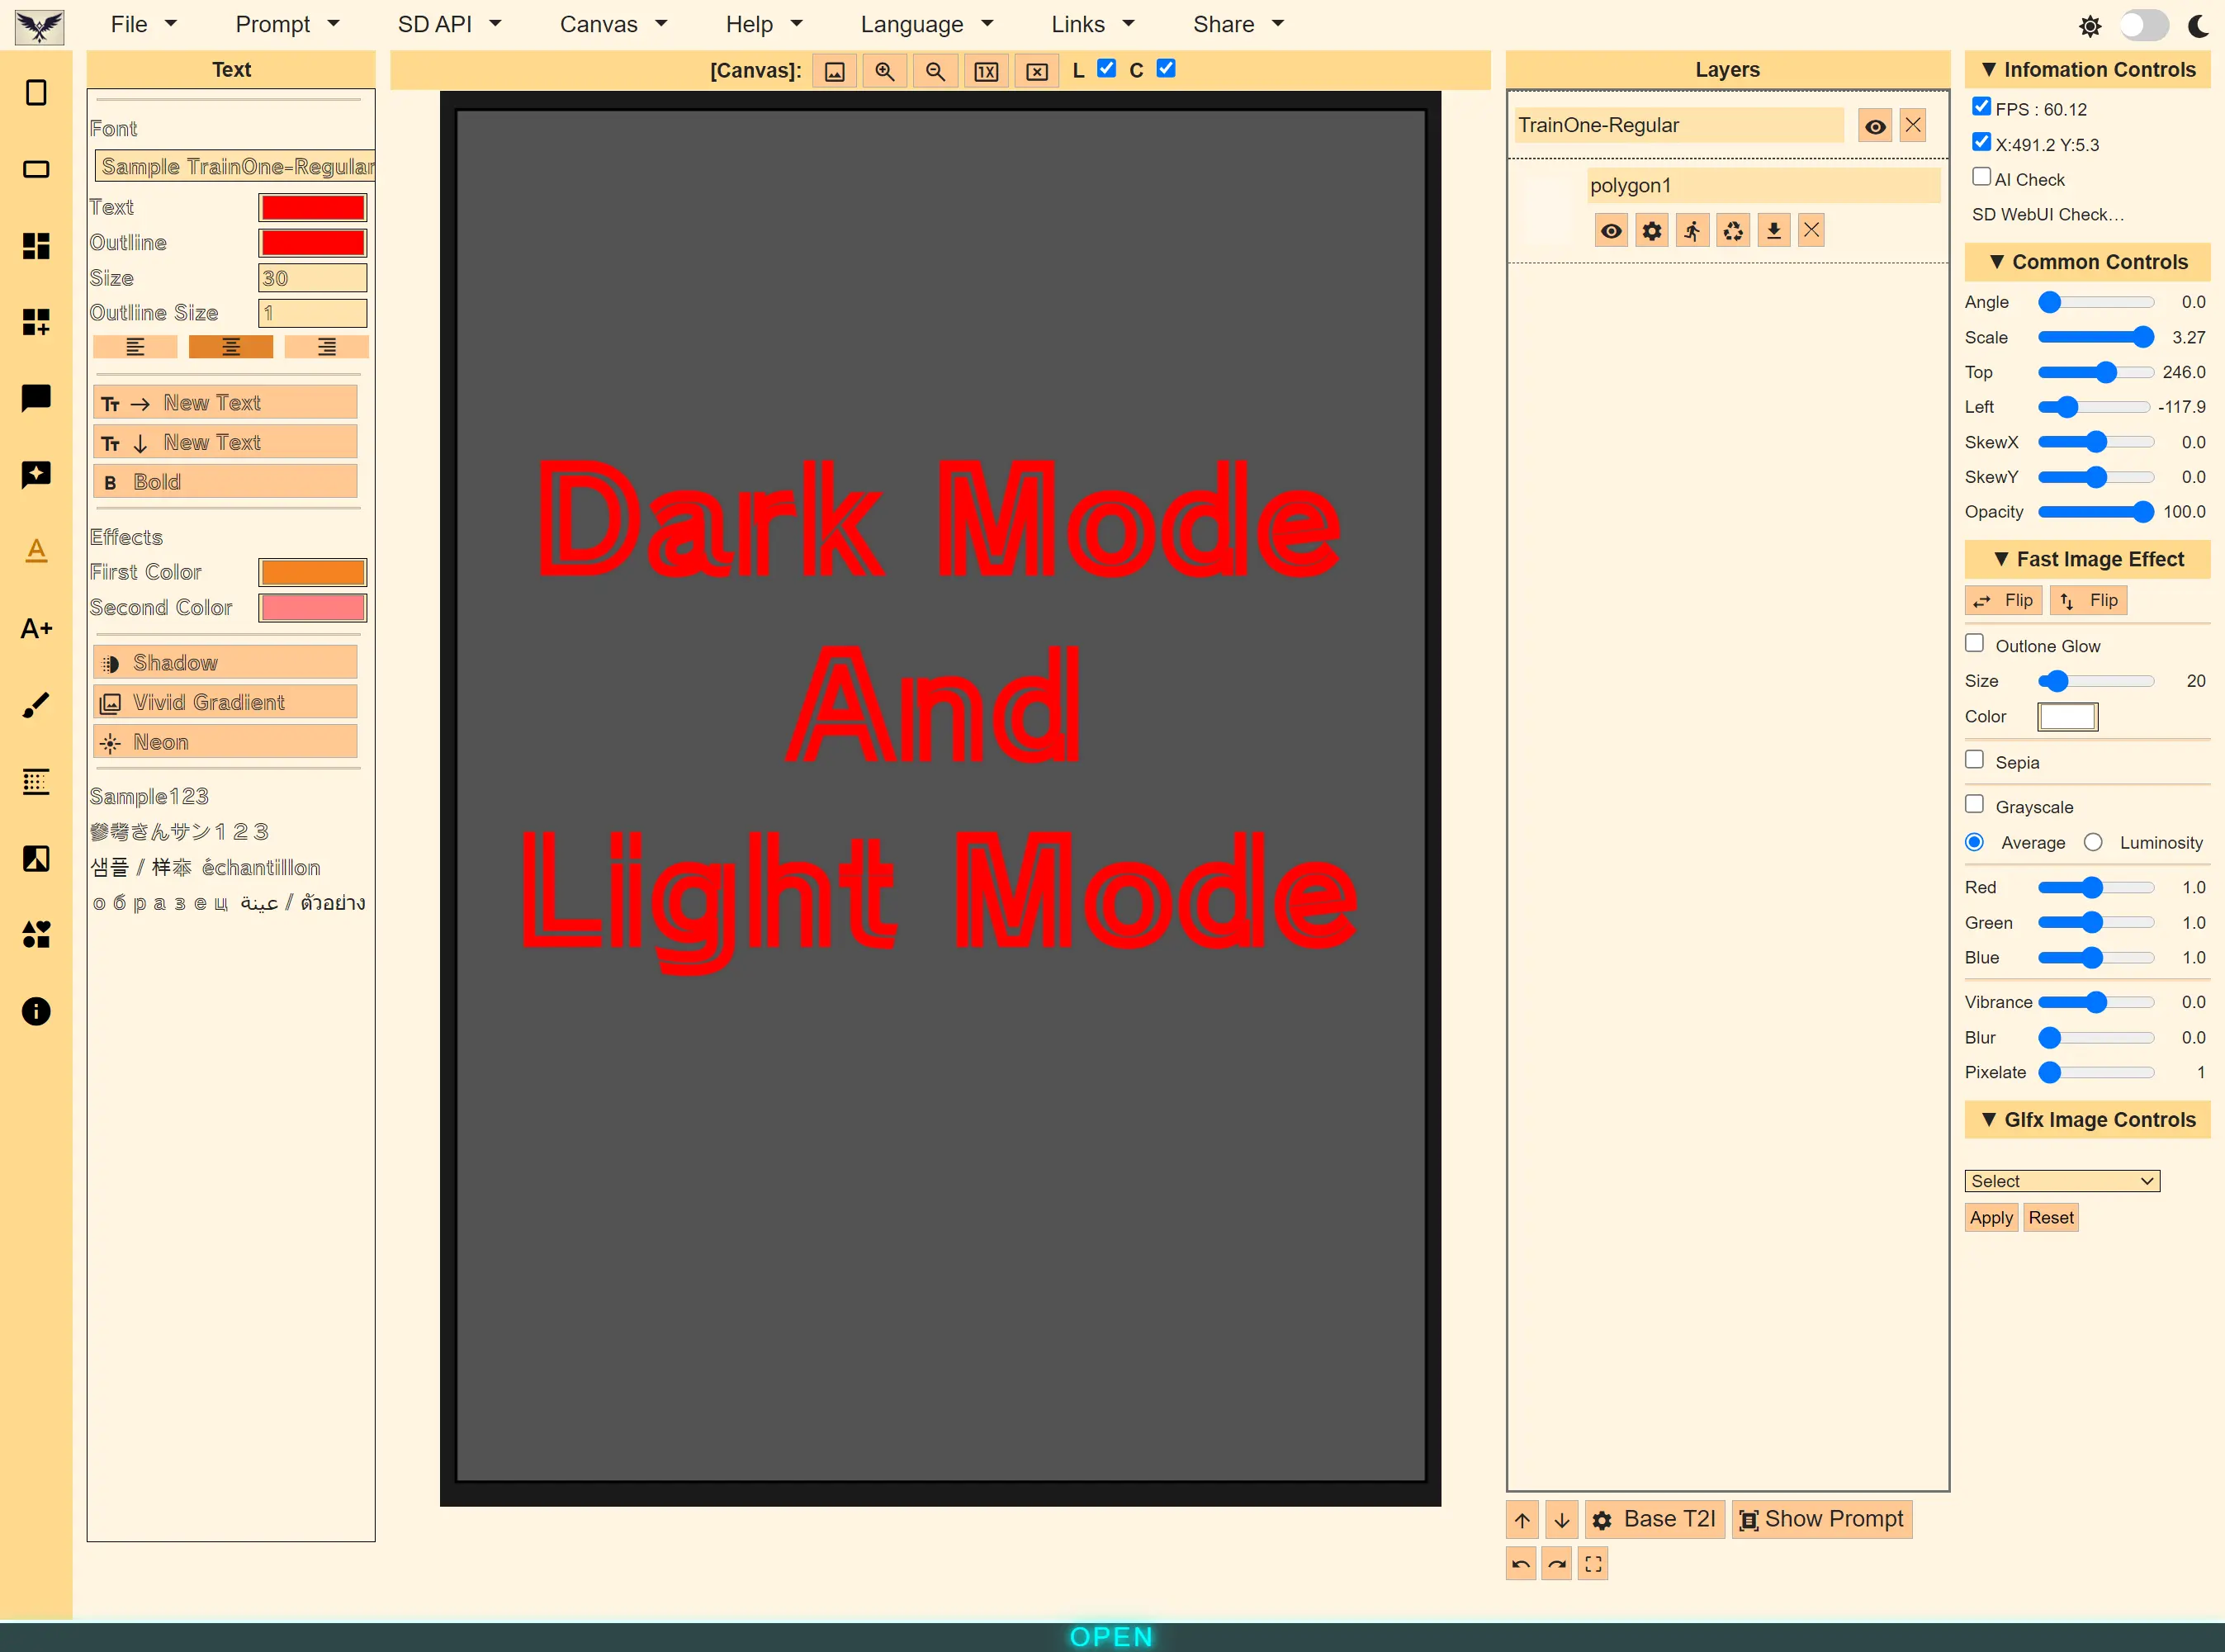 File Prompt SD API Canvas Help Language Links Share
Text
Font
Sample TrainOne-Regular
Text
Outline
Size 30
Outline Size 1
New Text
New Text
B Bold
Effects
First Color
Second Color
Shadow
Vivid Gradient
Neon
Sample123
参考さんサン１２３
샘플 / 样本 échantillon
образец عينة / ตัวอย่าง
[Canvas]: 1X L C
Dark Mode
And
Light Mode
Layers
TrainOne-Regular
polygon1
Base T2I Show Prompt
▼ Infomation Controls
FPS : 60.12
X:491.2 Y:5.3
AI Check
SD WebUI Check…
▼ Common Controls
Angle 0.0
Scale 3.27
Top 246.0
Left -117.9
SkewX 0.0
SkewY 0.0
Opacity 100.0
▼ Fast Image Effect
Flip Flip
Outlone Glow
Size 20
Color
Sepia
Grayscale
Average Luminosity
Red 1.0
Green 1.0
Blue 1.0
Vibrance 0.0
Blur 0.0
Pixelate 1
▼ Glfx Image Controls
Select
Apply Reset
OPEN